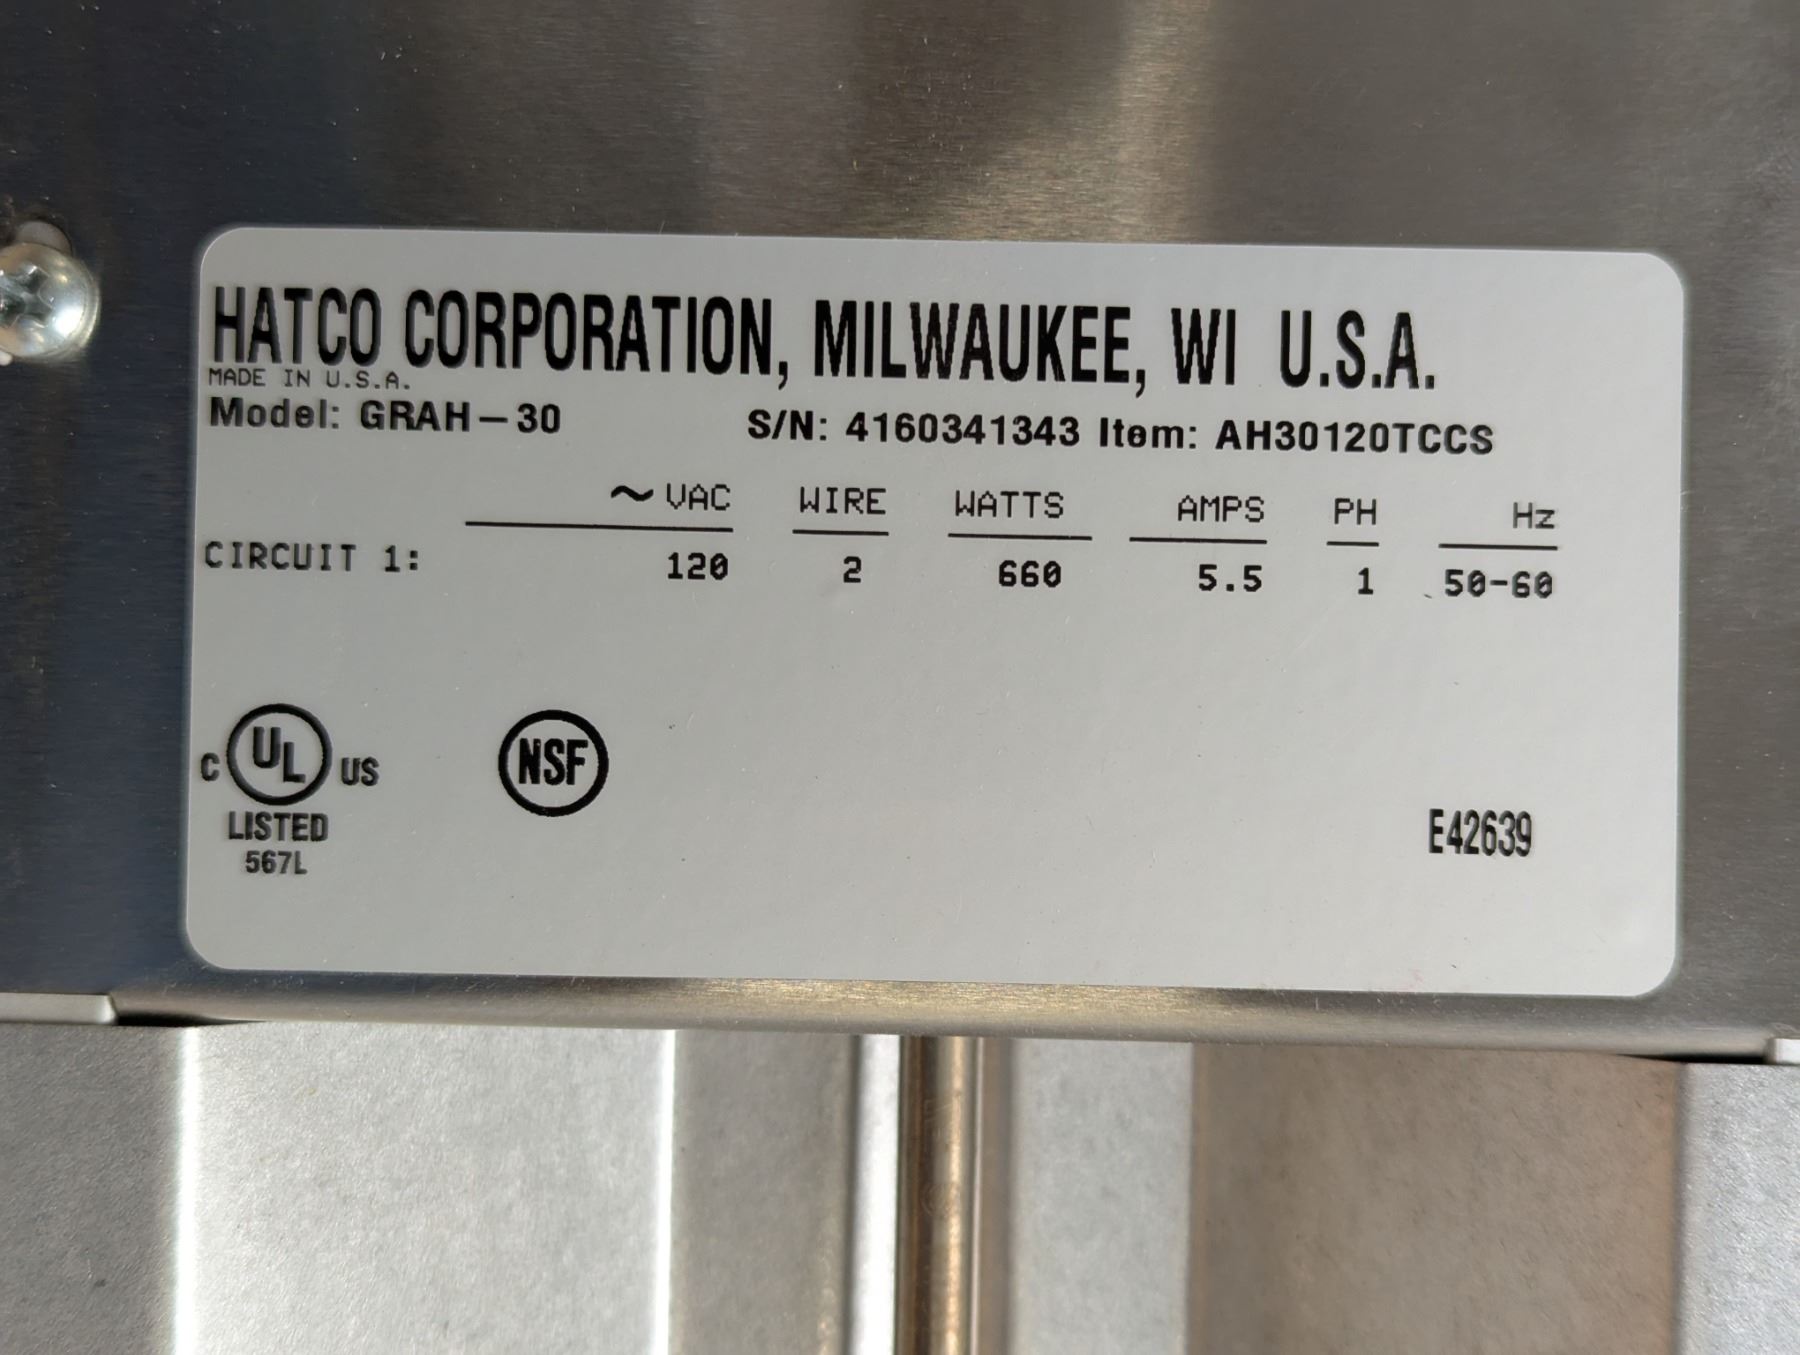 HATCO CORPORATION, MILWAUKEE, WI U.S.A.
MADE IN U.S.A.
Model: GRAH-30 S/N: 4160341343 Item: AH30120TCCS
~VAC WIRE WATTS AMPS PH Hz
CIRCUIT 1: 120 2 660 5.5 1 50-60
C UL US
LISTED
567L
NSF
E42639